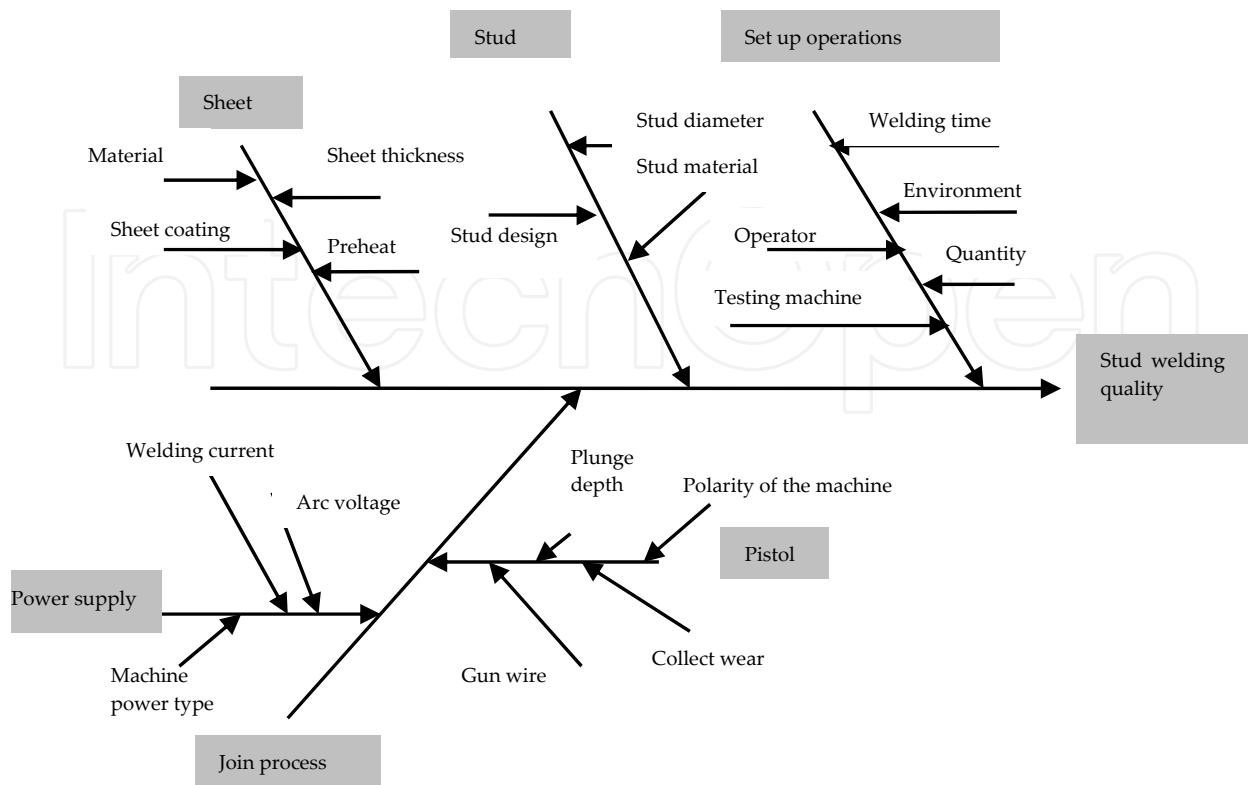 Stud
Set up operations
Sheet
Material
Sheet thickness
Sheet coating
Preheat
Stud diameter
Stud material
Stud design
Welding time
Environment
Operator
Quantity
Testing machine
Stud welding
quality
Welding current
Arc voltage
Plunge
depth
Polarity of the machine
Pistol
Power supply
Machine
power type
Gun wire
Collect wear
Join process
IntechOpen